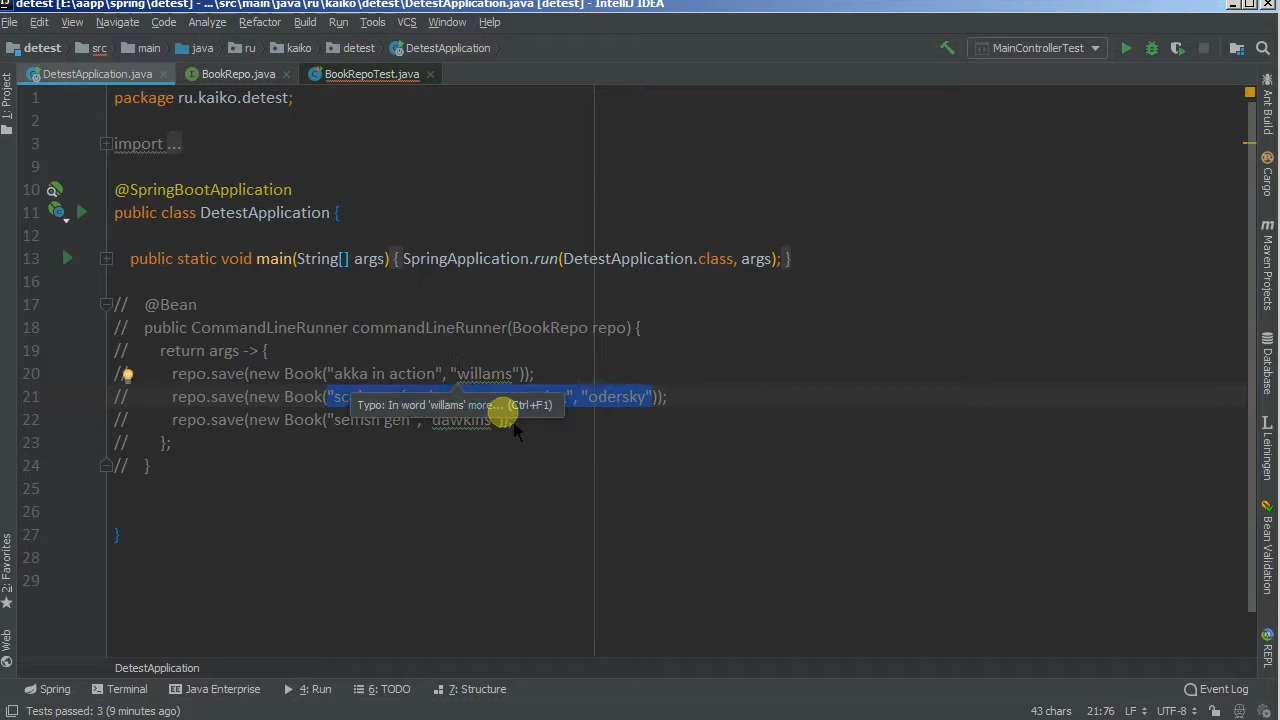 detest [E:\aapp\spring\detest] - ...\src\main\java\ru\kaiko\detest\DetestApplication.java [detest] - IntelliJ IDEA
File Edit View Navigate Code Analyze Refactor Build Run Tools VCS Window Help
detest src main java ru kaiko detest DetestApplication MainControllerTest
DetestApplication.java BookRepo.java BookRepoTest.java
1 package ru.kaiko.detest;
2
3 import ...
9
10 @SpringBootApplication
11 public class DetestApplication {
12
13 public static void main(String[] args) { SpringApplication.run(DetestApplication.class, args); }
16
17 // @Bean
18 // public CommandLineRunner commandLineRunner(BookRepo repo) {
19 // return args -> {
20 // repo.save(new Book("akka in action", "willams"));
21 // repo.save(new Book("sc ", "odersky"));
Typo: In word 'willams' more... (Ctrl+F1)
22 // repo.save(new Book("selfish gen", "dawkins"));
23 // };
24 // }
25
26
27 }
28
29
DetestApplication
Spring Terminal Java Enterprise 4: Run 6: TODO 7: Structure Event Log
Tests passed: 3 (9 minutes ago) 43 chars 21:76 LF UTF-8
1: Project
2: Favorites
Web
Ant Build
Cargo
Maven Projects
Database
Leiningen
Bean Validation
REPL